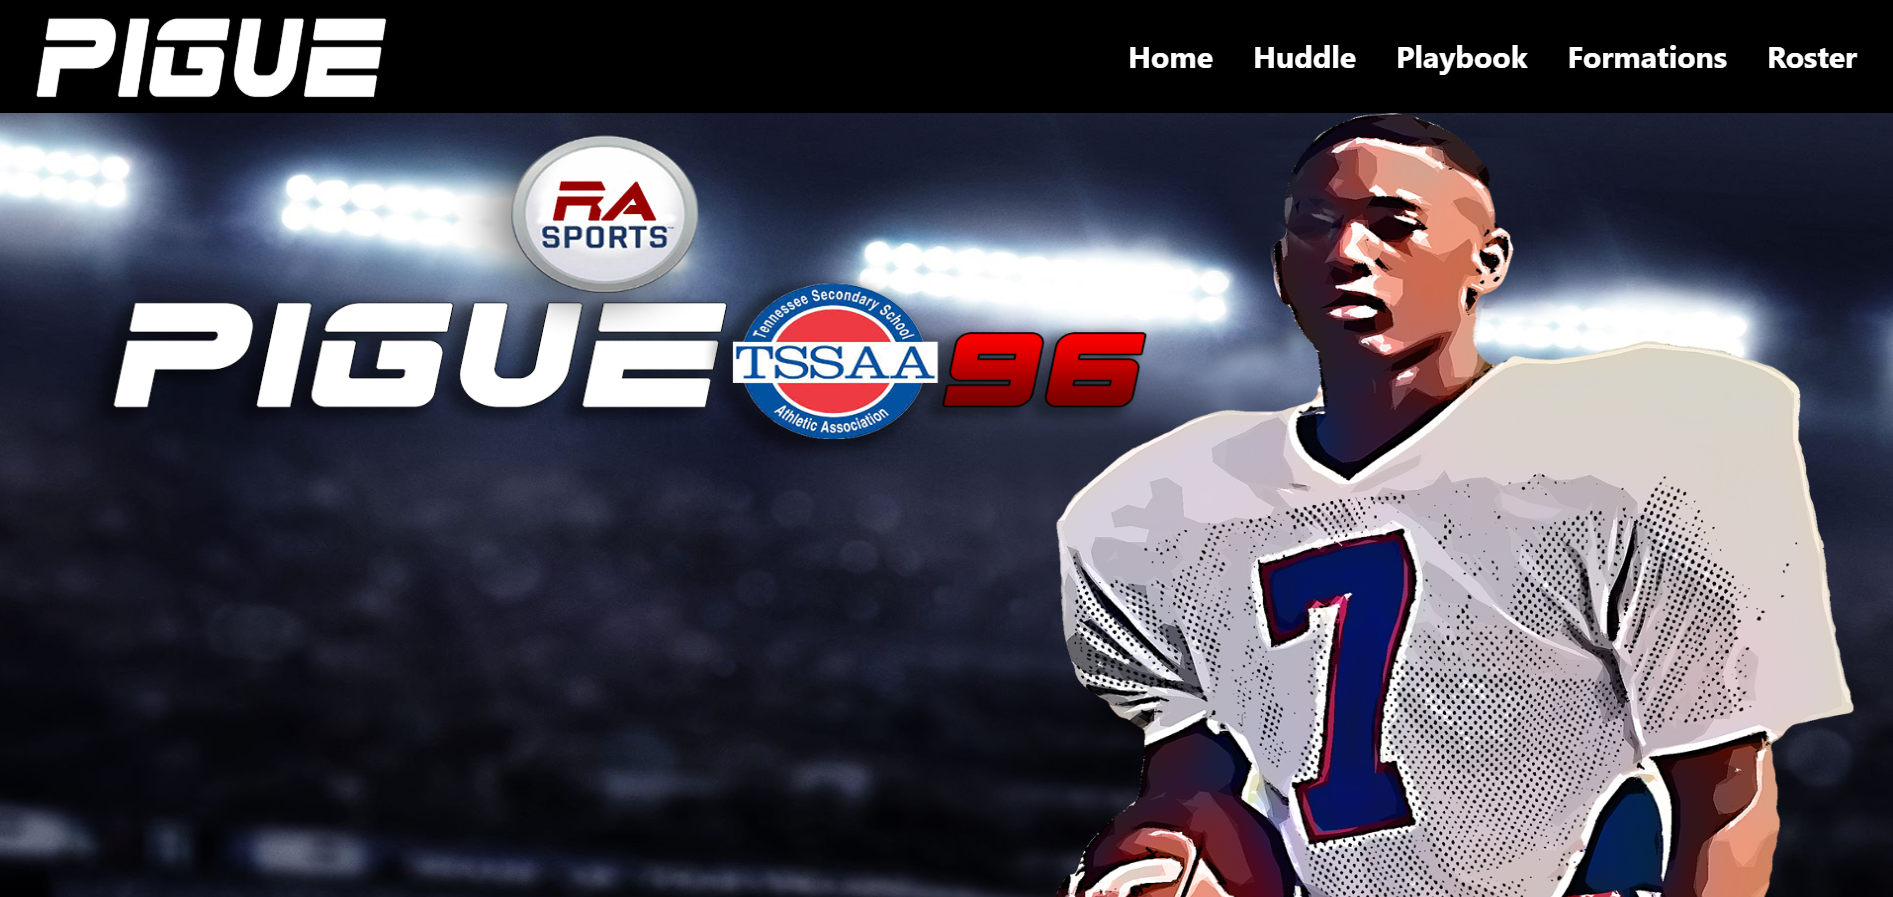 PIGUE
Home Huddle Playbook Formations Roster
RA
SPORTS
PIGUE
Tennessee Secondary School
TSSAA
Athletic Association
96
7